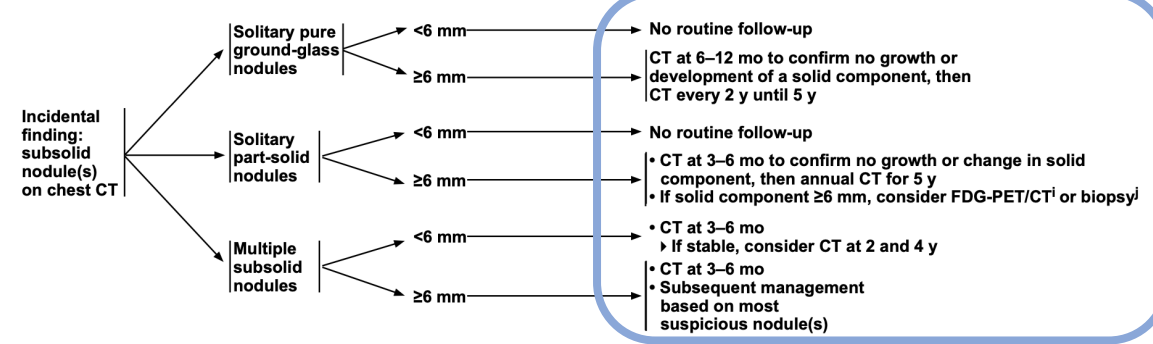 Incidental
finding:
subsolid
nodule(s)
on chest CT
Solitary pure
ground-glass
nodules
<6 mm
No routine follow-up
≥6 mm
CT at 6–12 mo to confirm no growth or
development of a solid component, then
CT every 2 y until 5 y
Solitary
part-solid
nodules
<6 mm
No routine follow-up
≥6 mm
• CT at 3–6 mo to confirm no growth or change in solid
component, then annual CT for 5 y
• If solid component ≥6 mm, consider FDG-PET/CTⁱ or biopsyʲ
Multiple
subsolid
nodules
<6 mm
• CT at 3–6 mo
▸ If stable, consider CT at 2 and 4 y
≥6 mm
• CT at 3–6 mo
• Subsequent management
based on most
suspicious nodule(s)